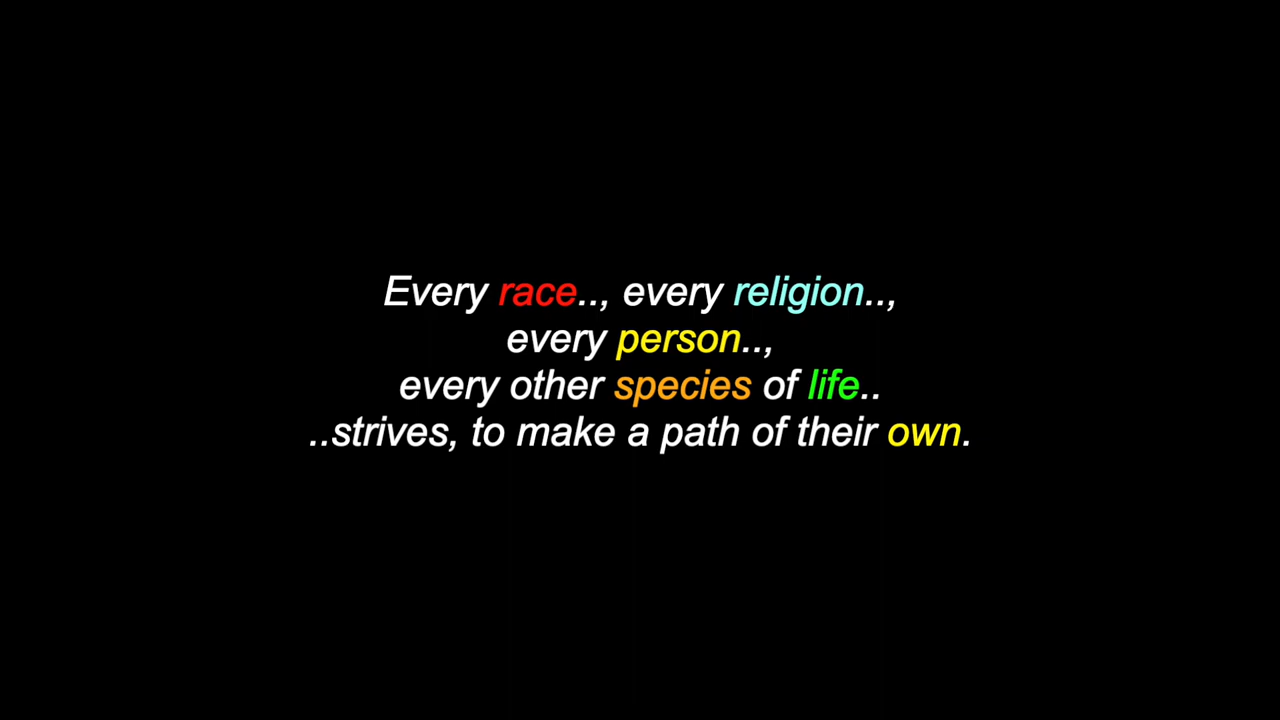 Every race.., every religion..,
every person..,
every other species of life..
..strives, to make a path of their own.